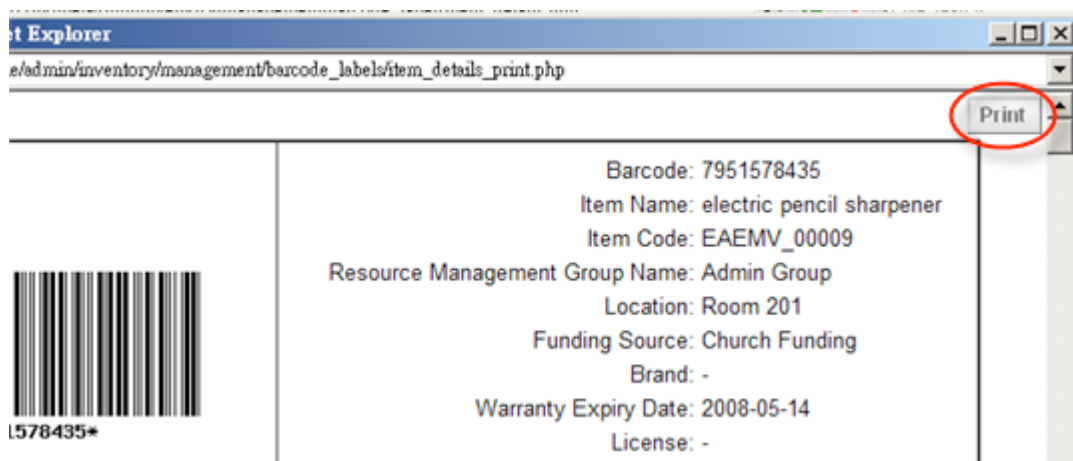 et Explorer
e/admin/inventory/management/barcode_labels/item_details_print.php
Print
Barcode: 7951578435
Item Name: electric pencil sharpener
Item Code: EAEMV_00009
Resource Management Group Name: Admin Group
Location: Room 201
Funding Source: Church Funding
Brand: -
Warranty Expiry Date: 2008-05-14
License: -
1578435*